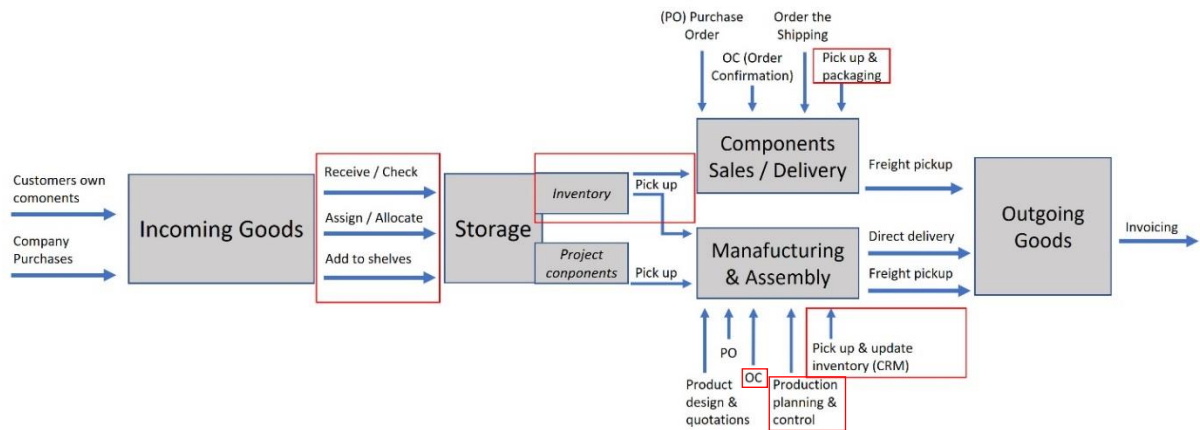 (PO) Purchase
Order
Order the
Shipping
OC (Order
Confirmation)
Pick up &
packaging
Customers own
comonents
Company
Purchases
Incoming Goods
Receive / Check
Assign / Allocate
Add to shelves
Storage
Inventory
Project
conponents
Pick up
Pick up
Components
Sales / Delivery
Manafucturing
& Assembly
Freight pickup
Direct delivery
Freight pickup
Outgoing
Goods
Invoicing
Product
design &
quotations
PO
OC
Production
planning &
control
Pick up & update
inventory (CRM)